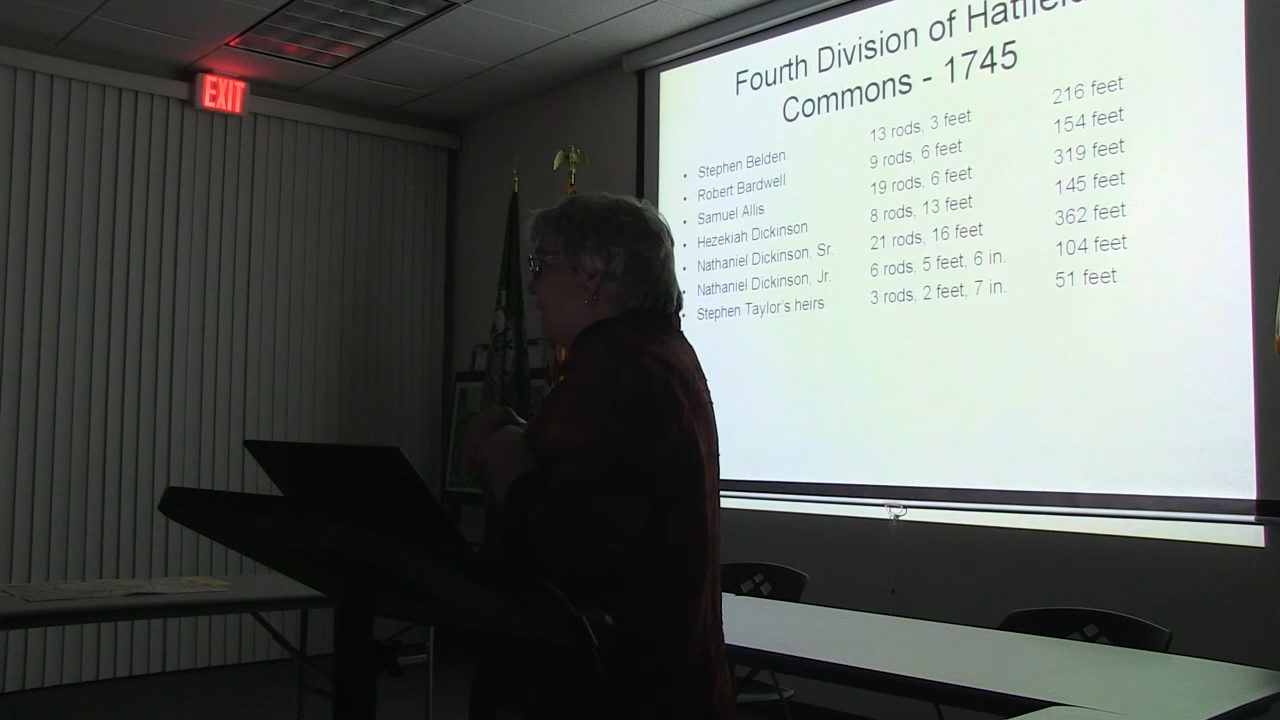 EXIT
Fourth Division of Hatfield
Commons - 1745
• Stephen Belden 13 rods, 3 feet 216 feet
• Robert Bardwell 9 rods, 6 feet 154 feet
• Samuel Allis 19 rods, 6 feet 319 feet
• Hezekiah Dickinson 8 rods, 13 feet 145 feet
• Nathaniel Dickinson, Sr. 21 rods, 16 feet 362 feet
• Nathaniel Dickinson, Jr. 6 rods, 5 feet, 6 in. 104 feet
• Stephen Taylor's heirs 3 rods, 2 feet, 7 in. 51 feet